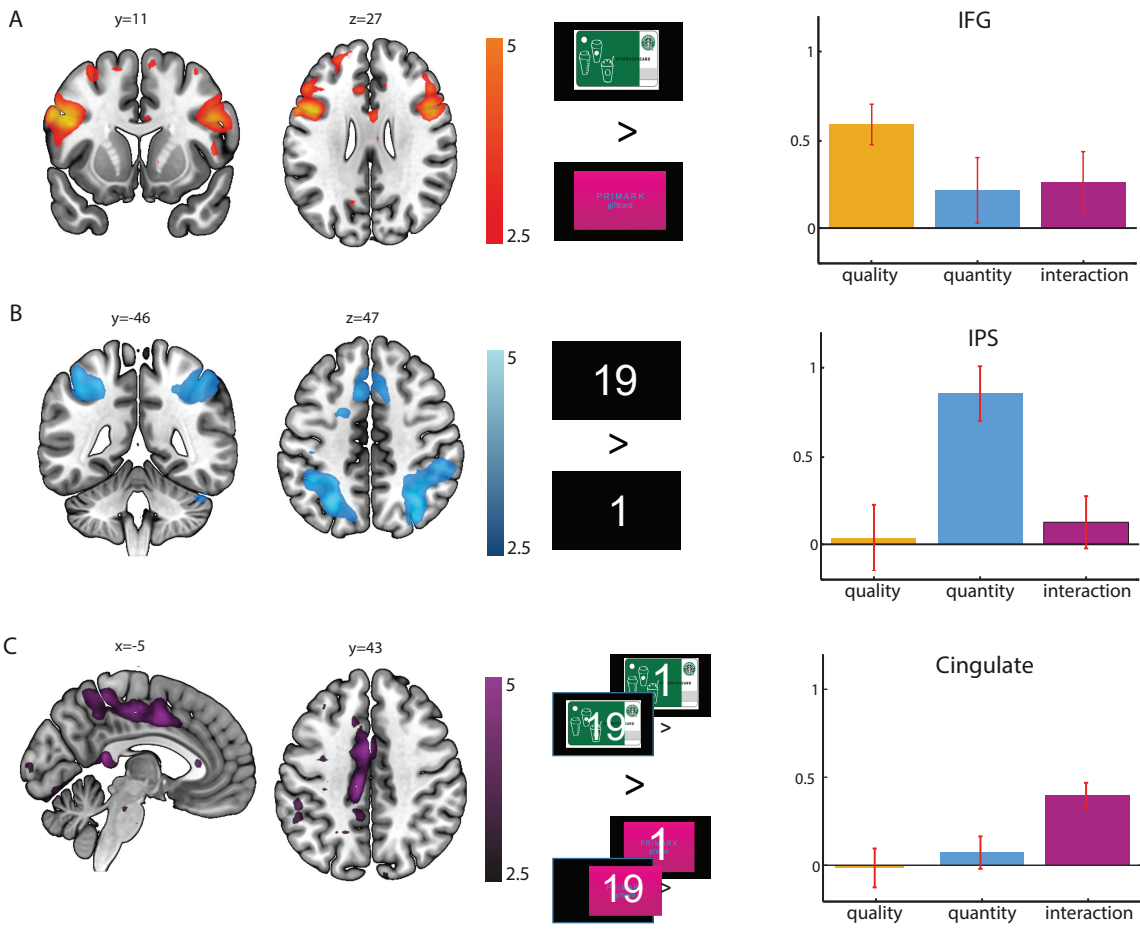 A
y=11
z=27
5
2.5
>
PRIMARK
giftcard
IFG
1
0.5
0
quality
quantity
interaction
B
y=-46
z=47
5
2.5
19
>
1
IPS
1
0.5
0
quality
quantity
interaction
C
x=-5
y=43
5
2.5
1
19
>
>
1
19
>
Cingulate
1
0.5
0
quality
quantity
interaction